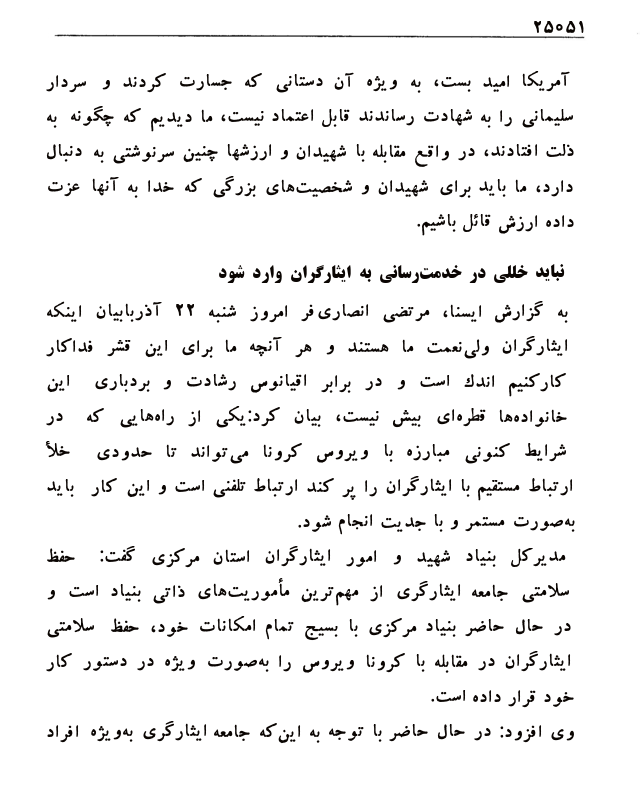 ۲۵۰۵۱
آمریکا امید بست، به ویژه آن دستانی که جسارت کردند و سردار
سلیمانی را به شهادت رساندند قابل اعتماد نیست، ما دیدیم که چگونه به
ذلت افتادند، در واقع مقابله با شهیدان و ارزشها چنین سرنوشتی به دنبال
دارد، ما باید برای شهیدان و شخصیت‌های بزرگی که خدا به آنها عزت
داده ارزش قائل باشیم.
نباید خللی در خدمت‌رسانی به ایثارگران وارد شود
به گزارش ایسنا، مرتضی انصاری‌فر امروز شنبه ۲۲ آذربابیان اینکه
ایثارگران ولی‌نعمت ما هستند و هر آنچه ما برای این قشر فداکار
کارکنیم اندك است و در برابر اقیانوس رشادت و بردباری این
خانواده‌ها قطره‌ای بیش نیست، بیان کرد:یکی از راه‌هایی که در
شرایط کنونی مبارزه با ویروس کرونا می‌تواند تا حدودی خلأ
ارتباط مستقیم با ایثارگران را پر کند ارتباط تلفنی است و این کار باید
به‌صورت مستمر و با جدیت انجام شود.
مدیرکل بنیاد شهید و امور ایثارگران استان مرکزی گفت: حفظ
سلامتی جامعه ایثارگری از مهم‌ترین مأموریت‌های ذاتی بنیاد است و
در حال حاضر بنیاد مرکزی با بسیج تمام امکانات خود، حفظ سلامتی
ایثارگران در مقابله با کرونا ویروس را به‌صورت ویژه در دستور کار
خود قرار داده است.
وی افزود: در حال حاضر با توجه به این‌که جامعه ایثارگری به‌ویژه افراد